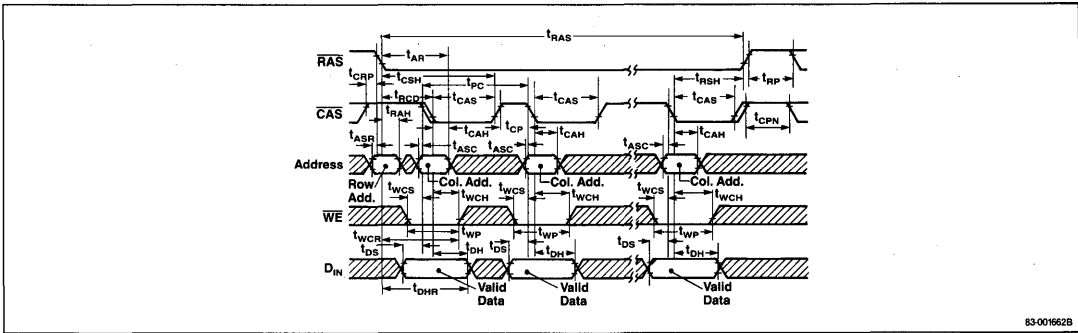 tRAS
RAS
tAR
tCRP
tCSH
tPC
tRSH
tRP
tRCD
tCAS
tCAS
tCAS
CAS
tRAH
tCAH
tCP
tCAH
tCAH
tCPN
tASR
tASC
tASC
tASC
Address
Row Add.
Col. Add.
Col. Add.
Col. Add.
tWCS
tWCH
tWCS
tWCH
tWCS
tWCH
WE
tWP
tWP
tWP
tWCR
tDS
tDH
tDS
tDH
tDS
tDH
DIN
tDHR
Valid Data
Valid Data
Valid Data
83-001662B